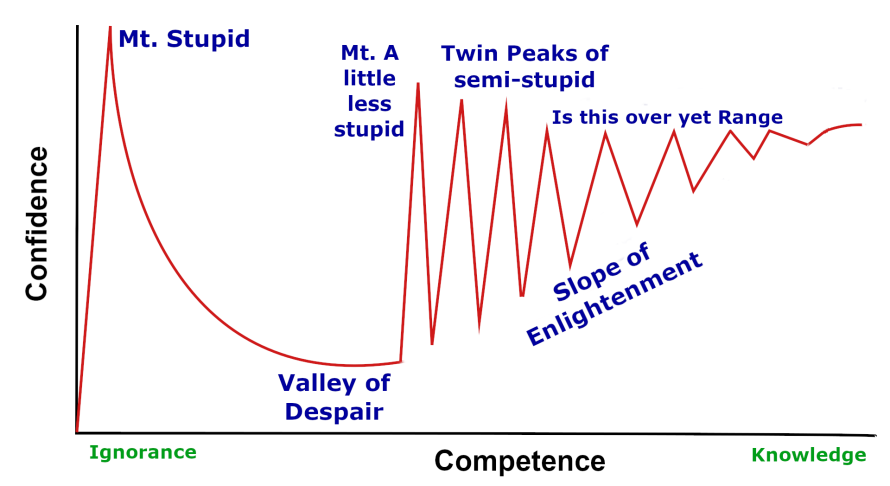 Mt. Stupid
Mt. A
little
less
stupid
Twin Peaks of
semi-stupid
Is this over yet Range
Confidence
Slope of
Enlightenment
Valley of
Despair
Ignorance
Competence
Knowledge